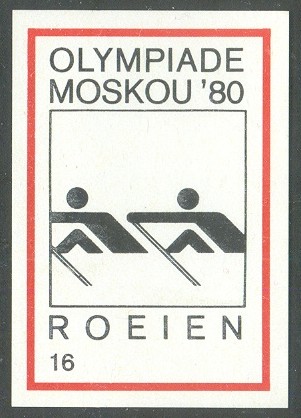 OLYMPIADE
MOSKOU '80
ROEIEN
16